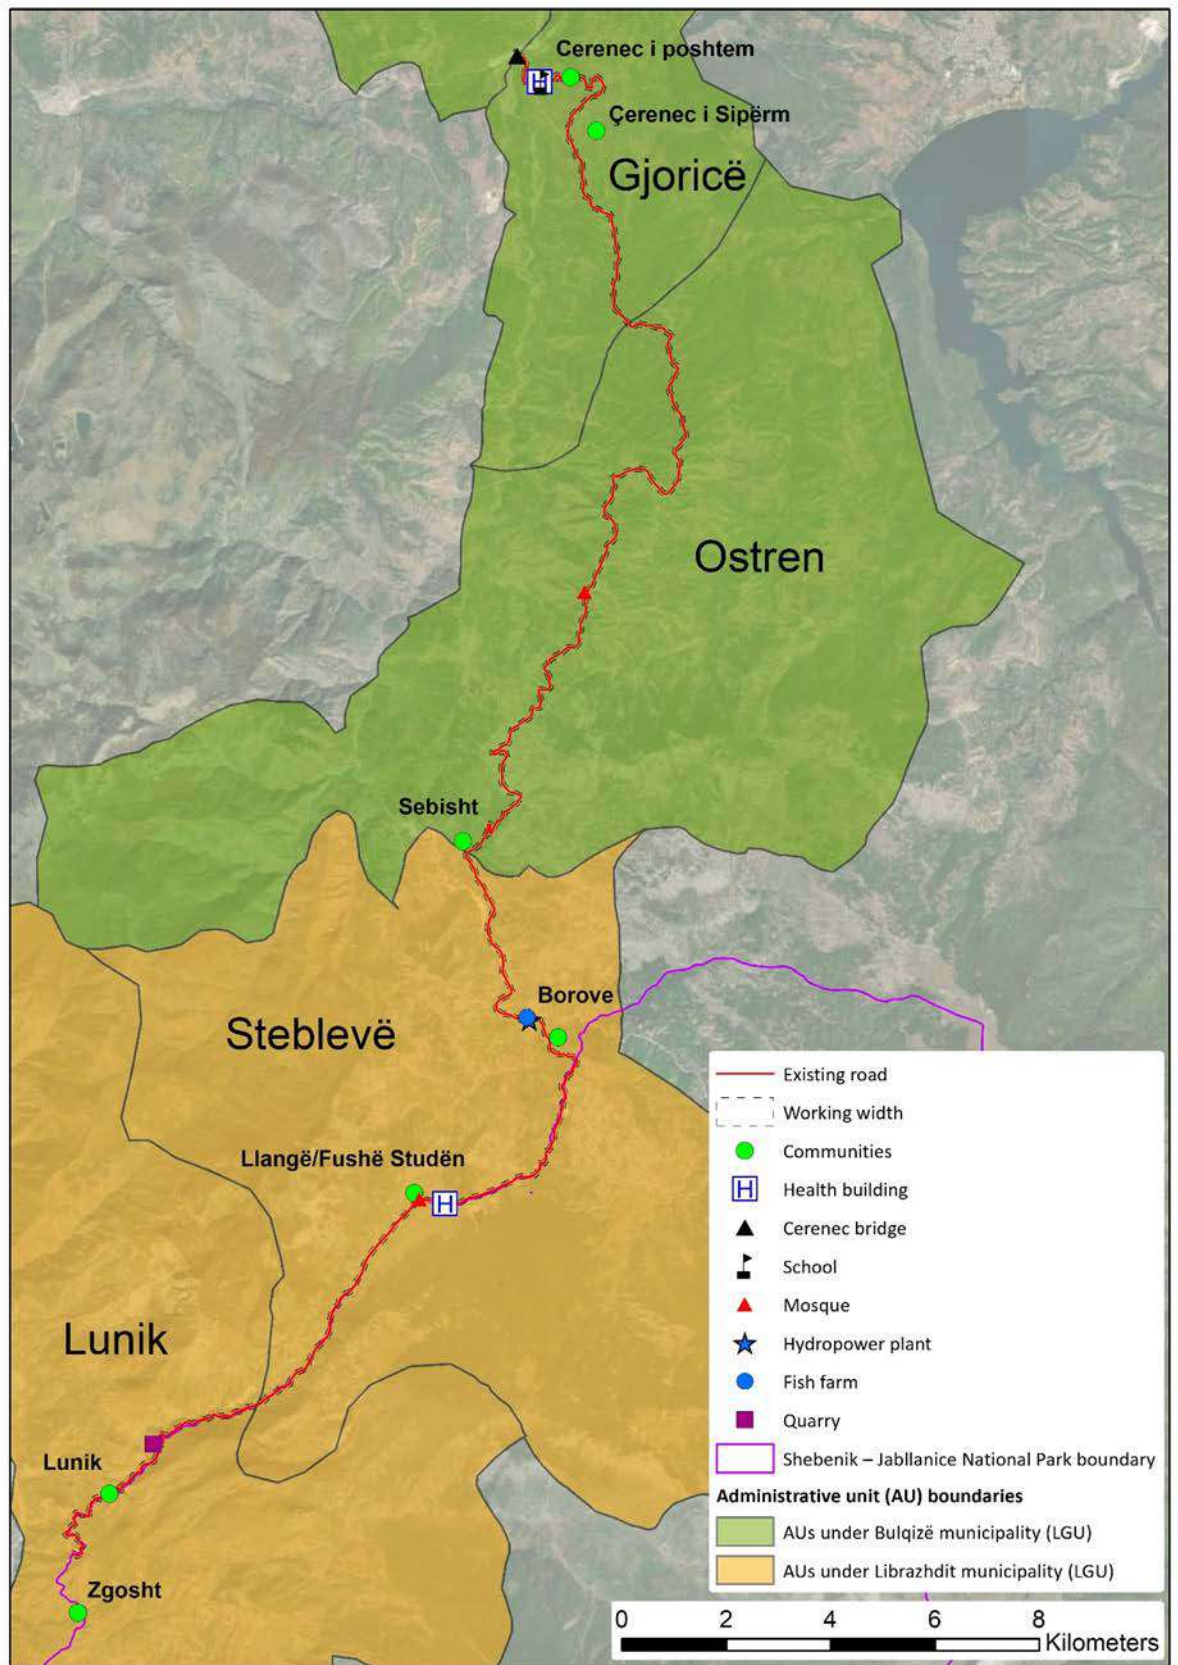 Cerenec i poshtem
Çerenec i Sipërm
Gjoricë
Ostren
Sebisht
Borove
Steblevë
Llangë/Fushë Studën
Lunik
Lunik
Zgosht
Existing road
Working width
Communities
H Health building
Cerenec bridge
School
Mosque
Hydropower plant
Fish farm
Quarry
Shebenik – Jabllanice National Park boundary
Administrative unit (AU) boundaries
AUs under Bulqizë municipality (LGU)
AUs under Librazhdit municipality (LGU)
0 2 4 6 8
Kilometers
H
H